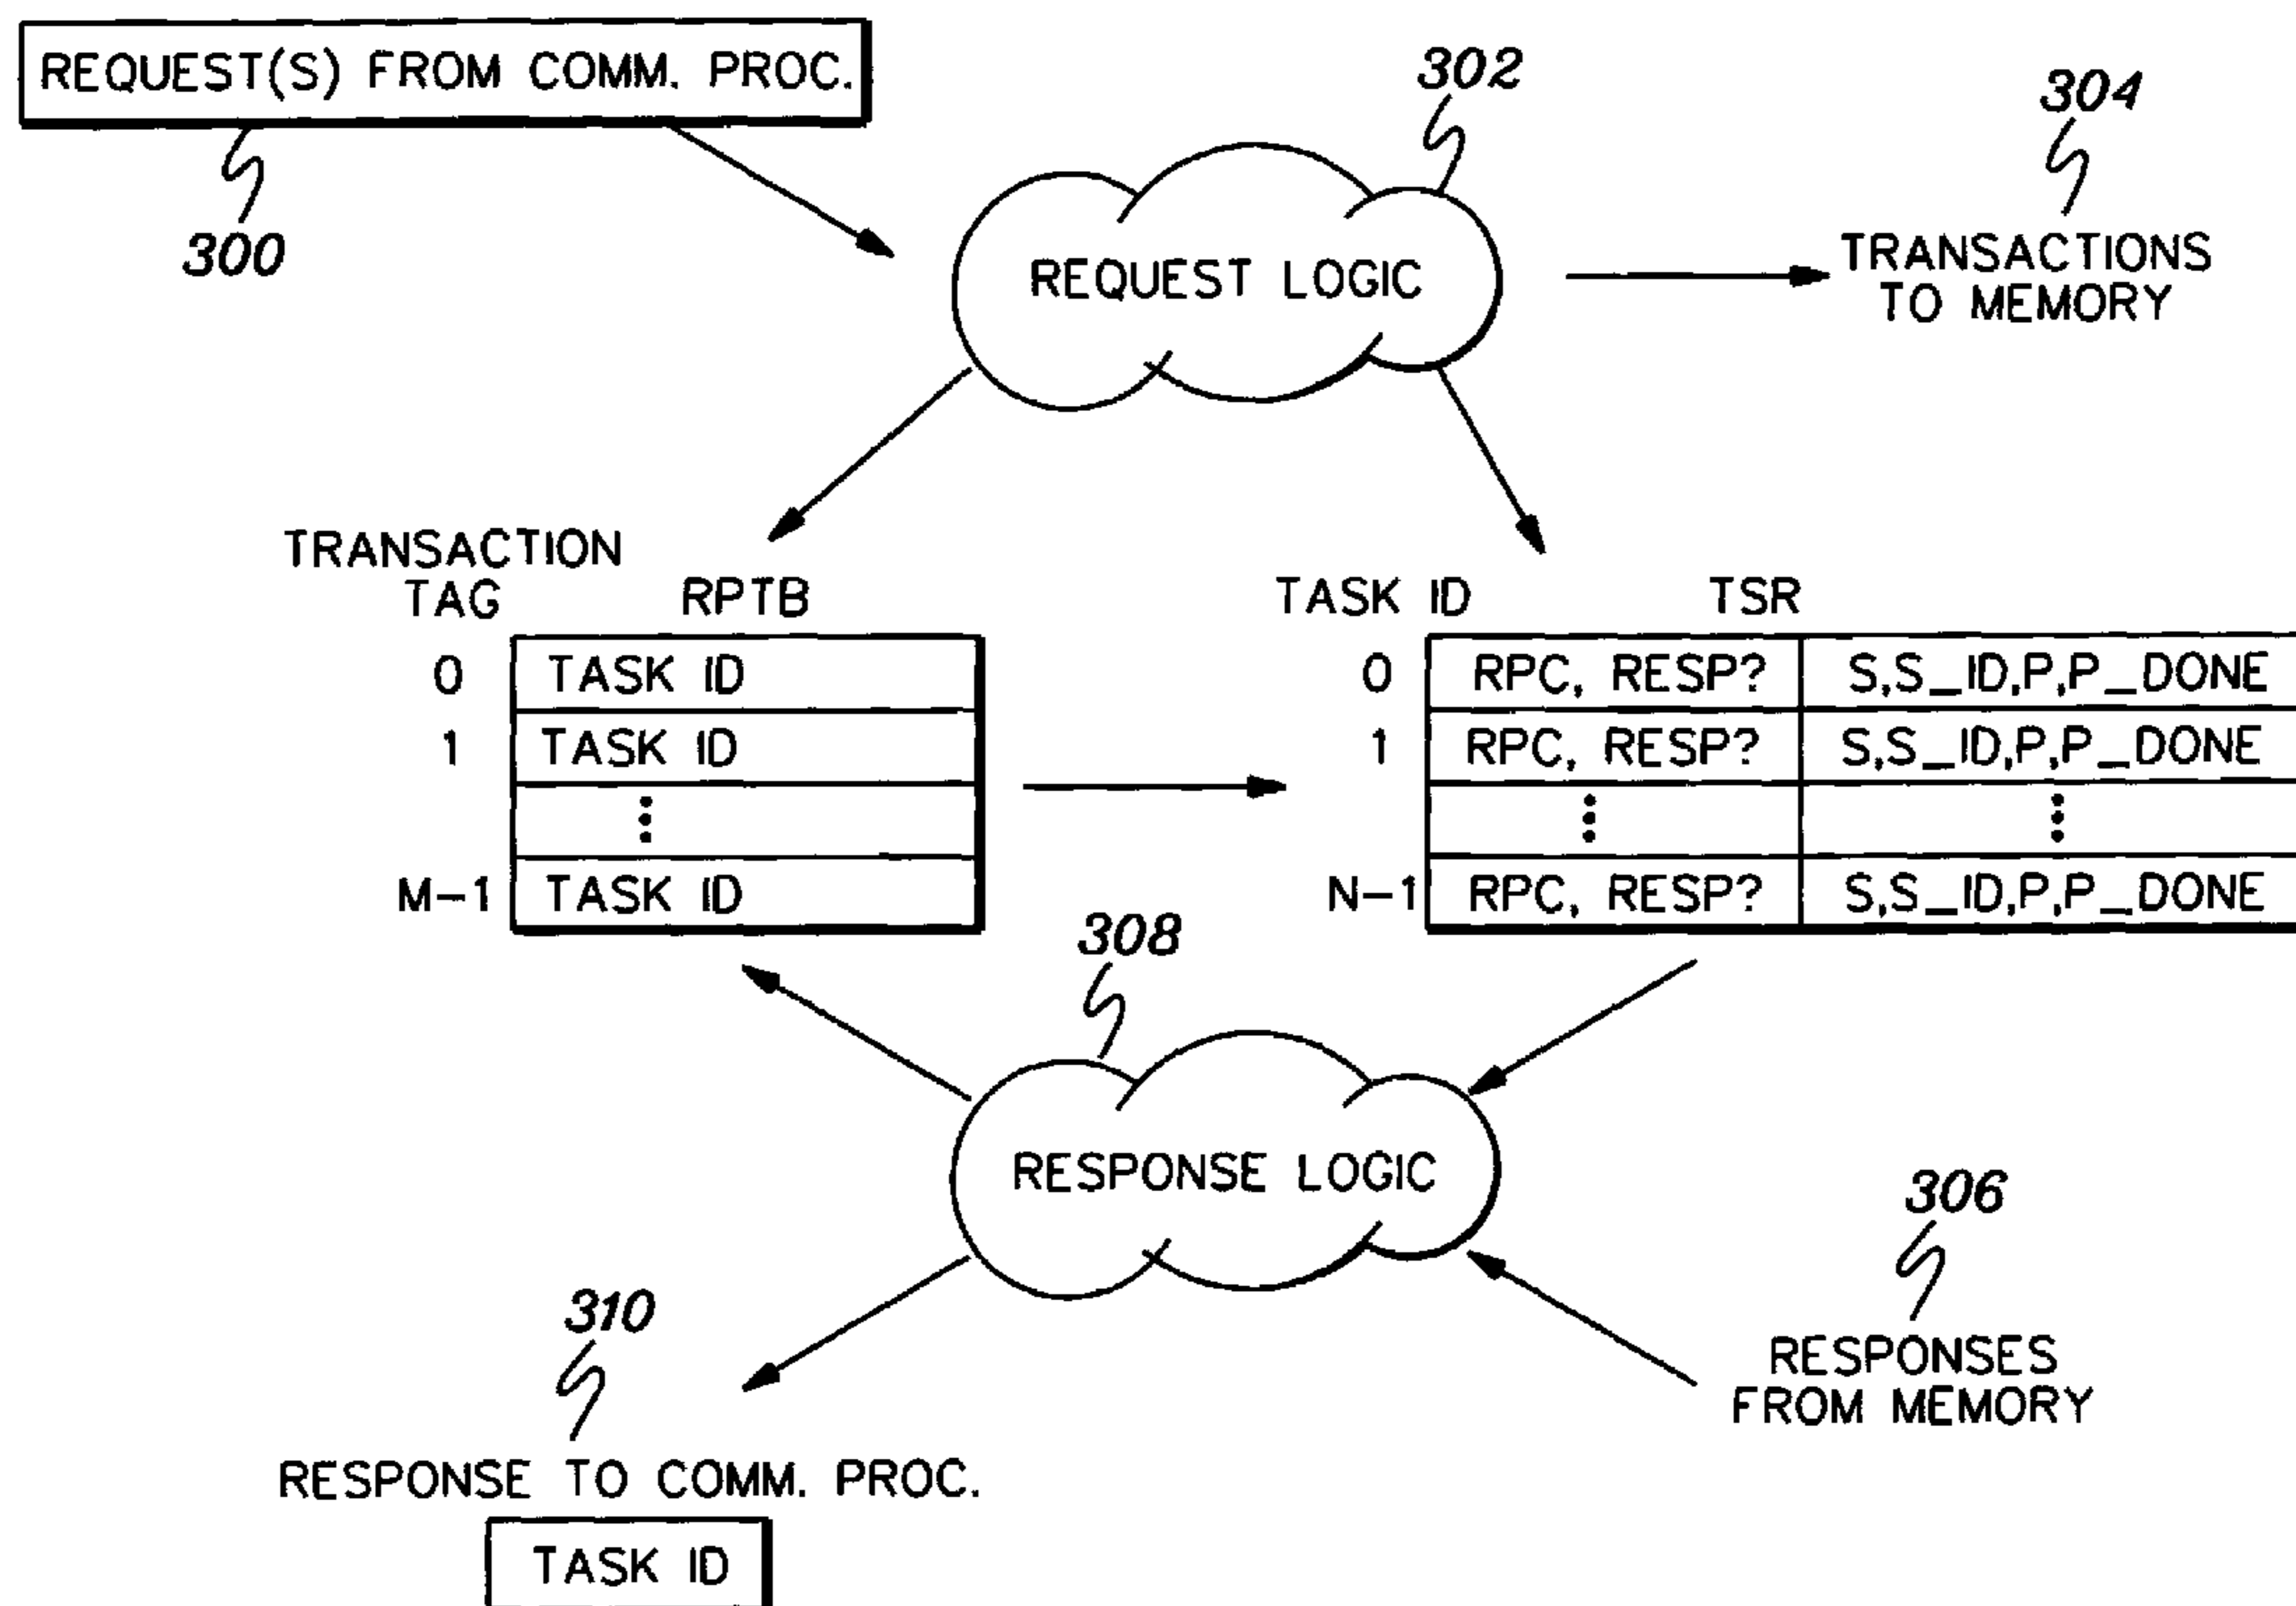 REQUEST(S) FROM COMM. PROC.
302
304
300
REQUEST LOGIC
TRANSACTIONS
TO MEMORY
TRANSACTION
TAG
RPTB
TASK ID
TSR
0
TASK ID
0
RPC, RESP?
S,S_ID,P,P_DONE
1
TASK ID
1
RPC, RESP?
S,S_ID,P,P_DONE
M-1
TASK ID
N-1
RPC, RESP?
S,S_ID,P,P_DONE
308
RESPONSE LOGIC
306
310
RESPONSES
FROM MEMORY
RESPONSE TO COMM. PROC.
TASK ID